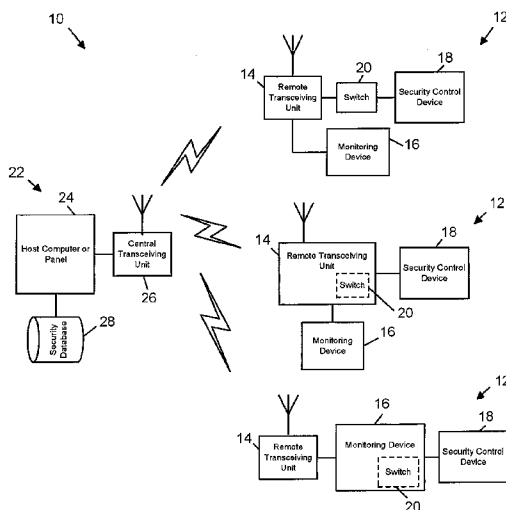 10
12
14
Remote
Transceiving
Unit
20
Switch
18
Security Control
Device
16
Monitoring
Device
22
24
Host Computer or
Panel
Central
Transceiving
Unit
26
Security
Database
28
12
14
Remote Transceiving
Unit
Switch
20
18
Security Control
Device
Monitoring
Device
16
12
14
Remote
Transceiving
Unit
16
Monitoring Device
Switch
20
18
Security Control
Device